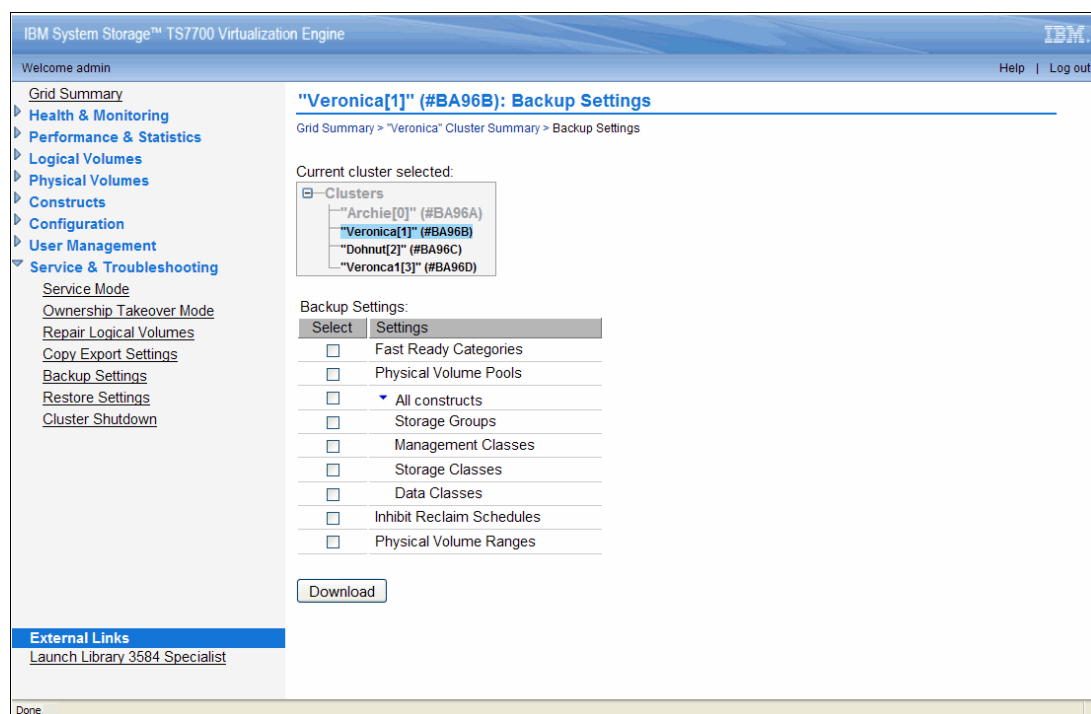 IBM System Storage™ TS7700 Virtualization Engine
IBM.
Welcome admin
Help | Log out
Grid Summary
Health & Monitoring
Performance & Statistics
Logical Volumes
Physical Volumes
Constructs
Configuration
User Management
Service & Troubleshooting
Service Mode
Ownership Takeover Mode
Repair Logical Volumes
Copy Export Settings
Backup Settings
Restore Settings
Cluster Shutdown
External Links
Launch Library 3584 Specialist
"Veronica[1]" (#BA96B): Backup Settings
Grid Summary > "Veronica" Cluster Summary > Backup Settings
Current cluster selected:
Clusters
"Archie[0]" (#BA96A)
"Veronica[1]" (#BA96B)
"Dohnut[2]" (#BA96C)
"Veronca1[3]" (#BA96D)
Backup Settings:
Select Settings
Fast Ready Categories
Physical Volume Pools
All constructs
Storage Groups
Management Classes
Storage Classes
Data Classes
Inhibit Reclaim Schedules
Physical Volume Ranges
Download
Done